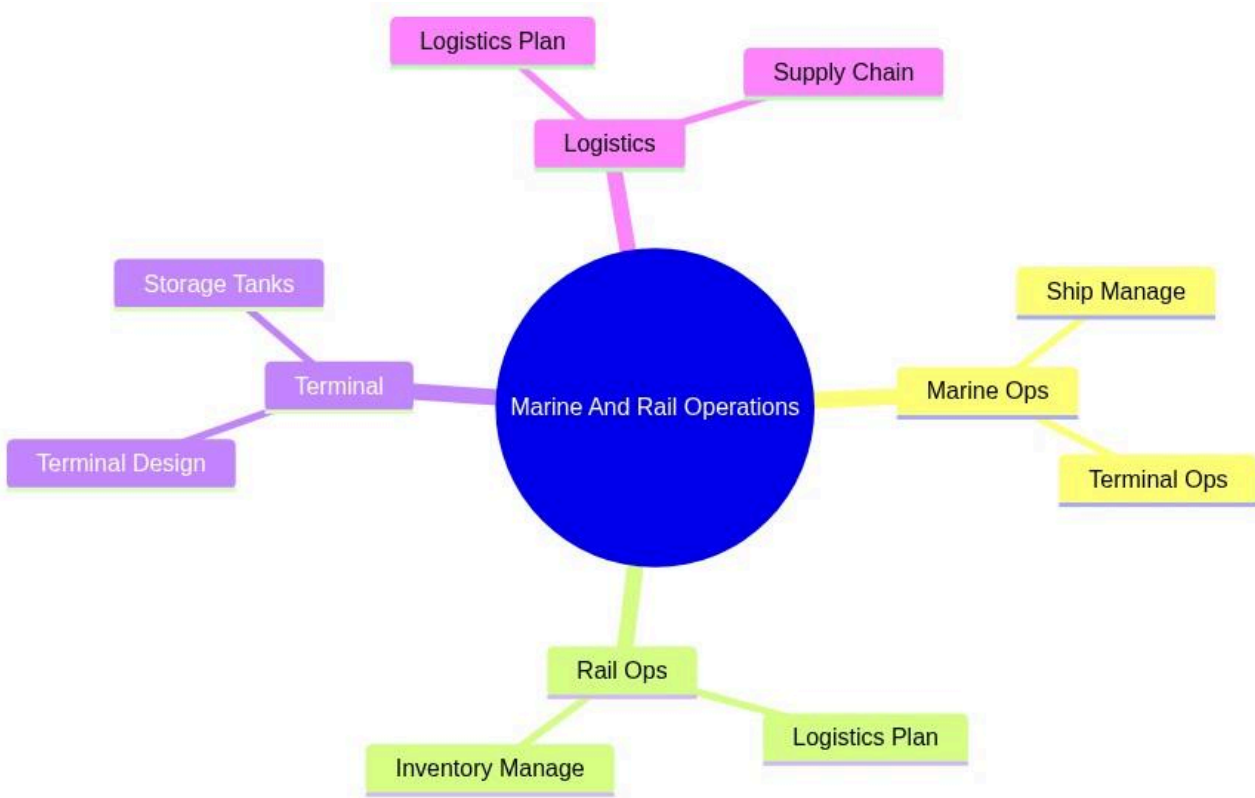 Logistics Plan
Supply Chain
Logistics
Storage Tanks
Ship Manage
Terminal
Marine Ops
Marine And Rail Operations
Terminal Design
Terminal Ops
Rail Ops
Logistics Plan
Inventory Manage